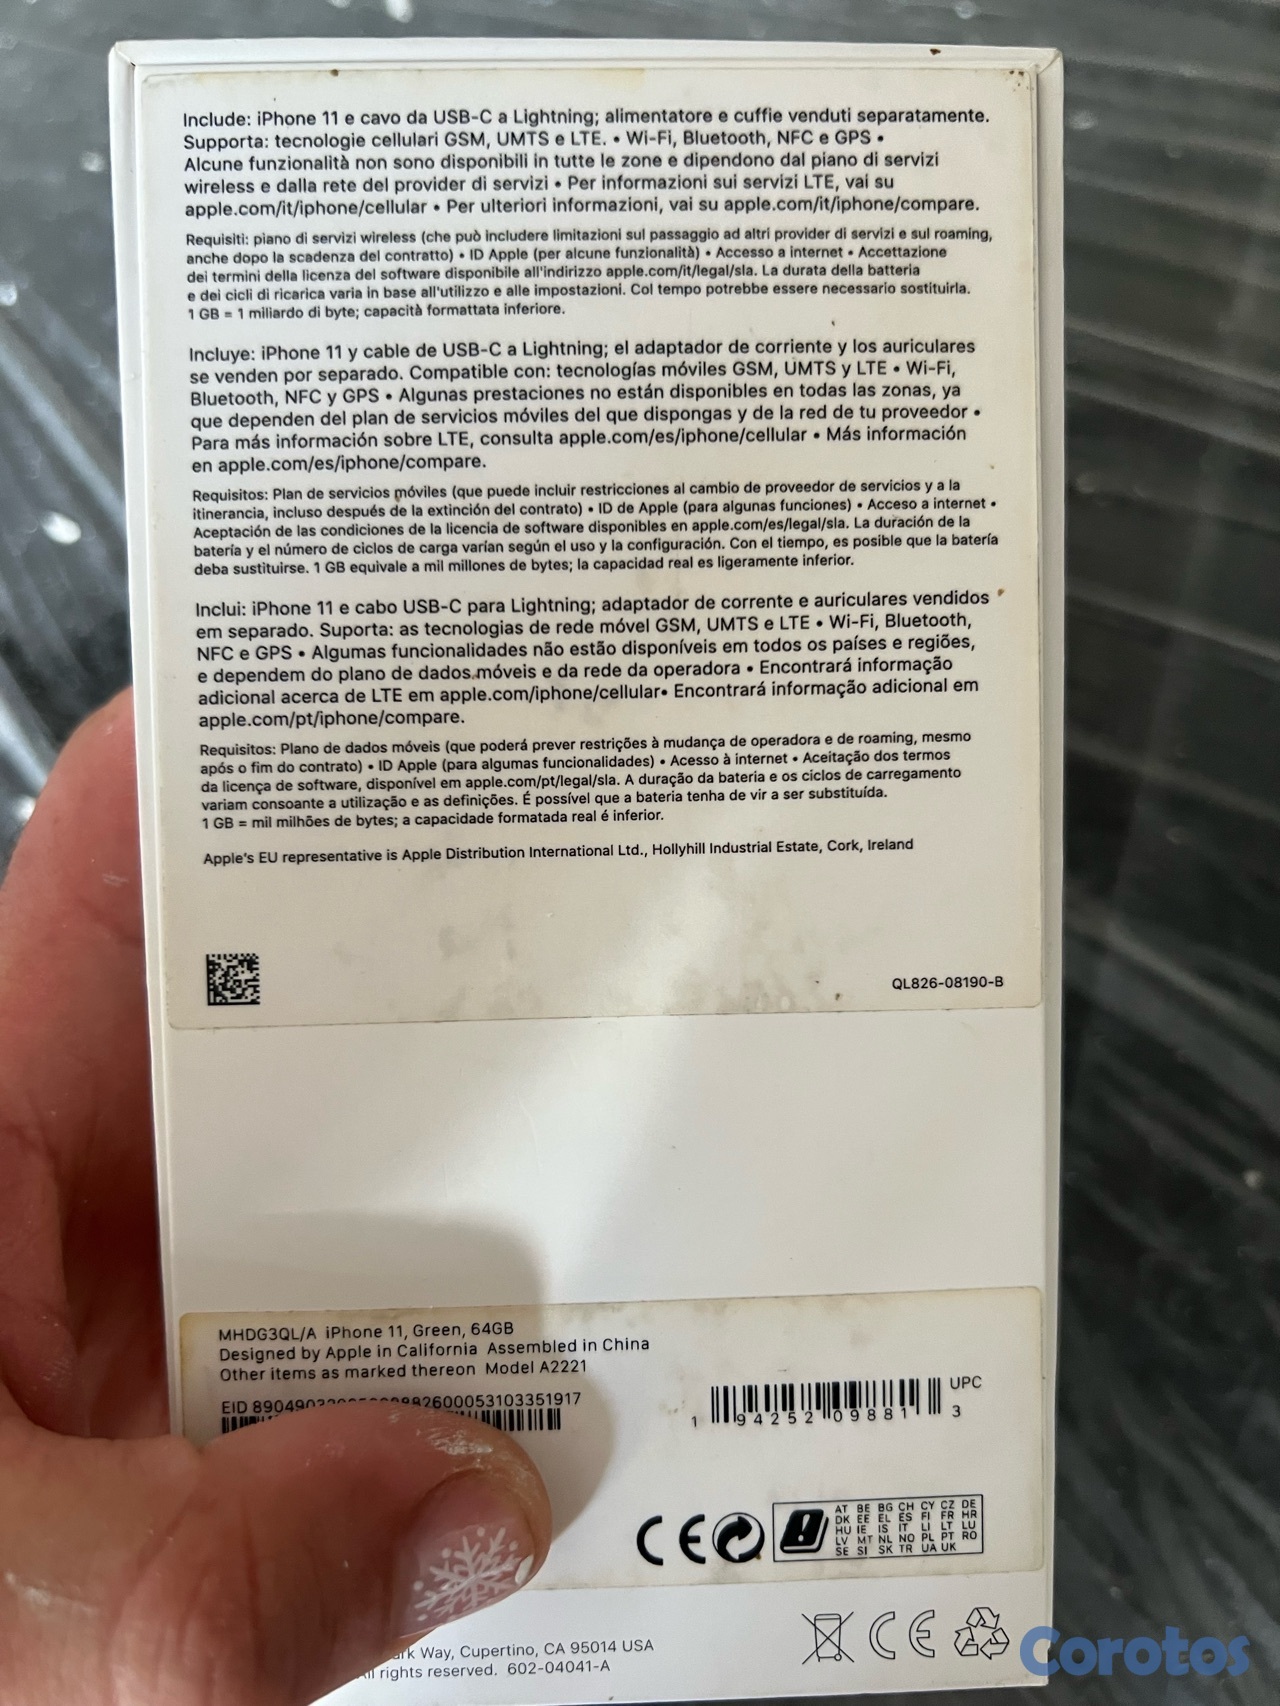 Include: iPhone 11 e cavo da USB-C a Lightning; alimentatore e cuffie venduti separatamente.
Supporta: tecnologie cellulari GSM, UMTS e LTE. • Wi-Fi, Bluetooth, NFC e GPS •
Alcune funzionalità non sono disponibili in tutte le zone e dipendono dal piano di servizi
wireless e dalla rete del provider di servizi • Per informazioni sui servizi LTE, vai su
apple.com/it/iphone/cellular • Per ulteriori informazioni, vai su apple.com/it/iphone/compare.
Requisiti: piano di servizi wireless (che può includere limitazioni sul passaggio ad altri provider di servizi e sul roaming,
anche dopo la scadenza del contratto) • ID Apple (per alcune funzionalità) • Accesso a internet • Accettazione
dei termini della licenza del software disponibile all'indirizzo apple.com/it/legal/sla. La durata della batteria
e dei cicli di ricarica varia in base all'utilizzo e alle impostazioni. Col tempo potrebbe essere necessario sostituirla.
1 GB = 1 miliardo di byte; capacità formattata inferiore.
Incluye: iPhone 11 y cable de USB-C a Lightning; el adaptador de corriente y los auriculares
se venden por separado. Compatible con: tecnologías móviles GSM, UMTS y LTE • Wi-Fi,
Bluetooth, NFC y GPS • Algunas prestaciones no están disponibles en todas las zonas, ya
que dependen del plan de servicios móviles del que dispongas y de la red de tu proveedor •
Para más información sobre LTE, consulta apple.com/es/iphone/cellular • Más información
en apple.com/es/iphone/compare.
Requisitos: Plan de servicios móviles (que puede incluir restricciones al cambio de proveedor de servicios y a la
itinerancia, incluso después de la extinción del contrato) • ID de Apple (para algunas funciones) • Acceso a internet •
Aceptación de las condiciones de la licencia de software disponibles en apple.com/es/legal/sla. La duración de la
batería y el número de ciclos de carga varían según el uso y la configuración. Con el tiempo, es posible que la batería
deba sustituirse. 1 GB equivale a mil millones de bytes; la capacidad real es ligeramente inferior.
Inclui: iPhone 11 e cabo USB-C para Lightning; adaptador de corrente e auriculares vendidos
em separado. Suporta: as tecnologias de rede móvel GSM, UMTS e LTE • Wi-Fi, Bluetooth,
NFC e GPS • Algumas funcionalidades não estão disponíveis em todos os países e regiões,
e dependem do plano de dados móveis e da rede da operadora • Encontrará informação
adicional acerca de LTE em apple.com/iphone/cellular• Encontrará informação adicional em
apple.com/pt/iphone/compare.
Requisitos: Plano de dados móveis (que poderá prever restrições à mudança de operadora e de roaming, mesmo
após o fim do contrato) • ID Apple (para algumas funcionalidades) • Acesso à internet • Aceitação dos termos
da licença de software, disponível em apple.com/pt/legal/sla. A duração da bateria e os ciclos de carregamento
variam consoante a utilização e as definições. É possível que a bateria tenha de vir a ser substituída.
1 GB = mil milhões de bytes; a capacidade formatada real é inferior.
Apple's EU representative is Apple Distribution International Ltd., Hollyhill Industrial Estate, Cork, Ireland
QL826-08190-B
MHDG3QL/A iPhone 11, Green, 64GB
Designed by Apple in California Assembled in China
Other items as marked thereon Model A2221
EID
UPC
1 94252 09881 3
CE
AT BE BG CH CY CZ DE
DK EE EL ES FI FR HR
HU IE IS IT LI LT LU
LV MT NL NO PL PT RO
SE SI SK TR UA UK
CE
Way, Cupertino, CA 95014 USA
rights reserved. 602-04041-A
Corotos